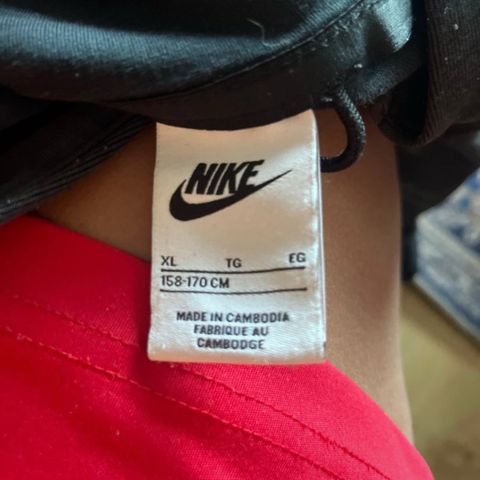 NIKE
XL TG EG
158-170 CM
MADE IN CAMBODIA
FABRIQUE AU
CAMBODGE